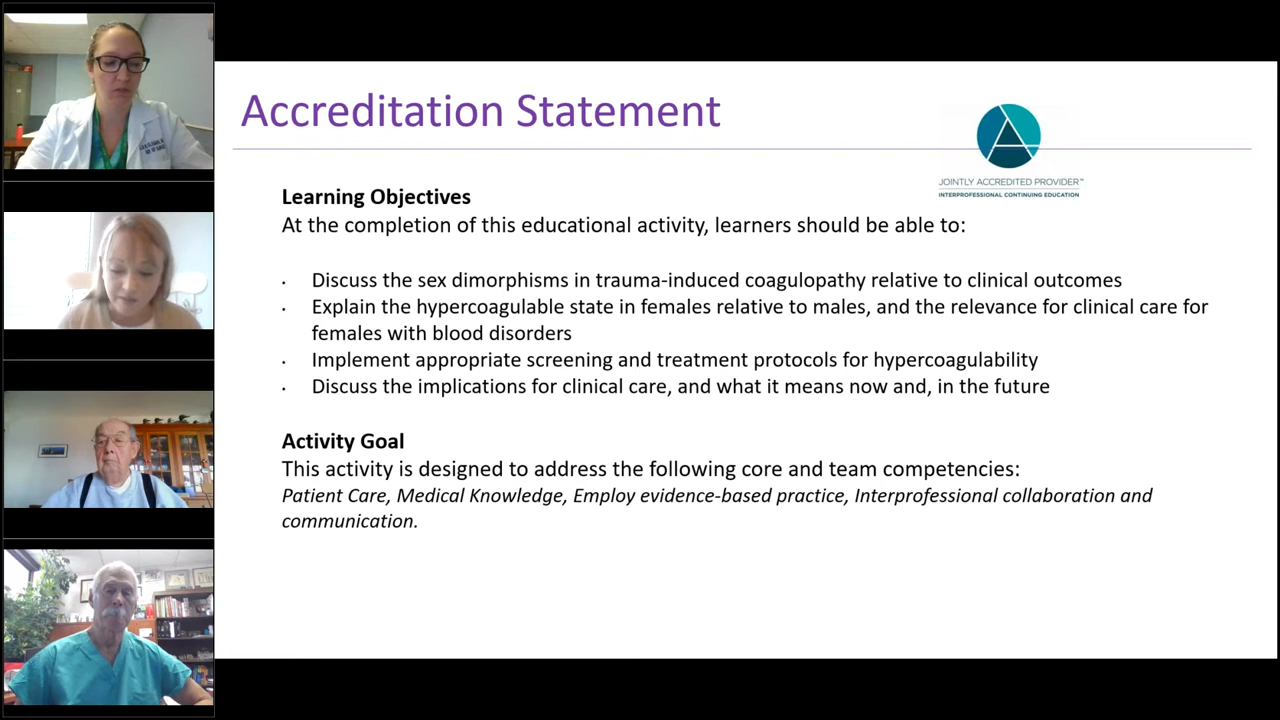 Accreditation Statement
JOINTLY ACCREDITED PROVIDER™
INTERPROFESSIONAL CONTINUING EDUCATION
Learning Objectives
At the completion of this educational activity, learners should be able to:
· Discuss the sex dimorphisms in trauma-induced coagulopathy relative to clinical outcomes
· Explain the hypercoagulable state in females relative to males, and the relevance for clinical care for
females with blood disorders
· Implement appropriate screening and treatment protocols for hypercoagulability
· Discuss the implications for clinical care, and what it means now and, in the future
Activity Goal
This activity is designed to address the following core and team competencies:
Patient Care, Medical Knowledge, Employ evidence-based practice, Interprofessional collaboration and
communication.